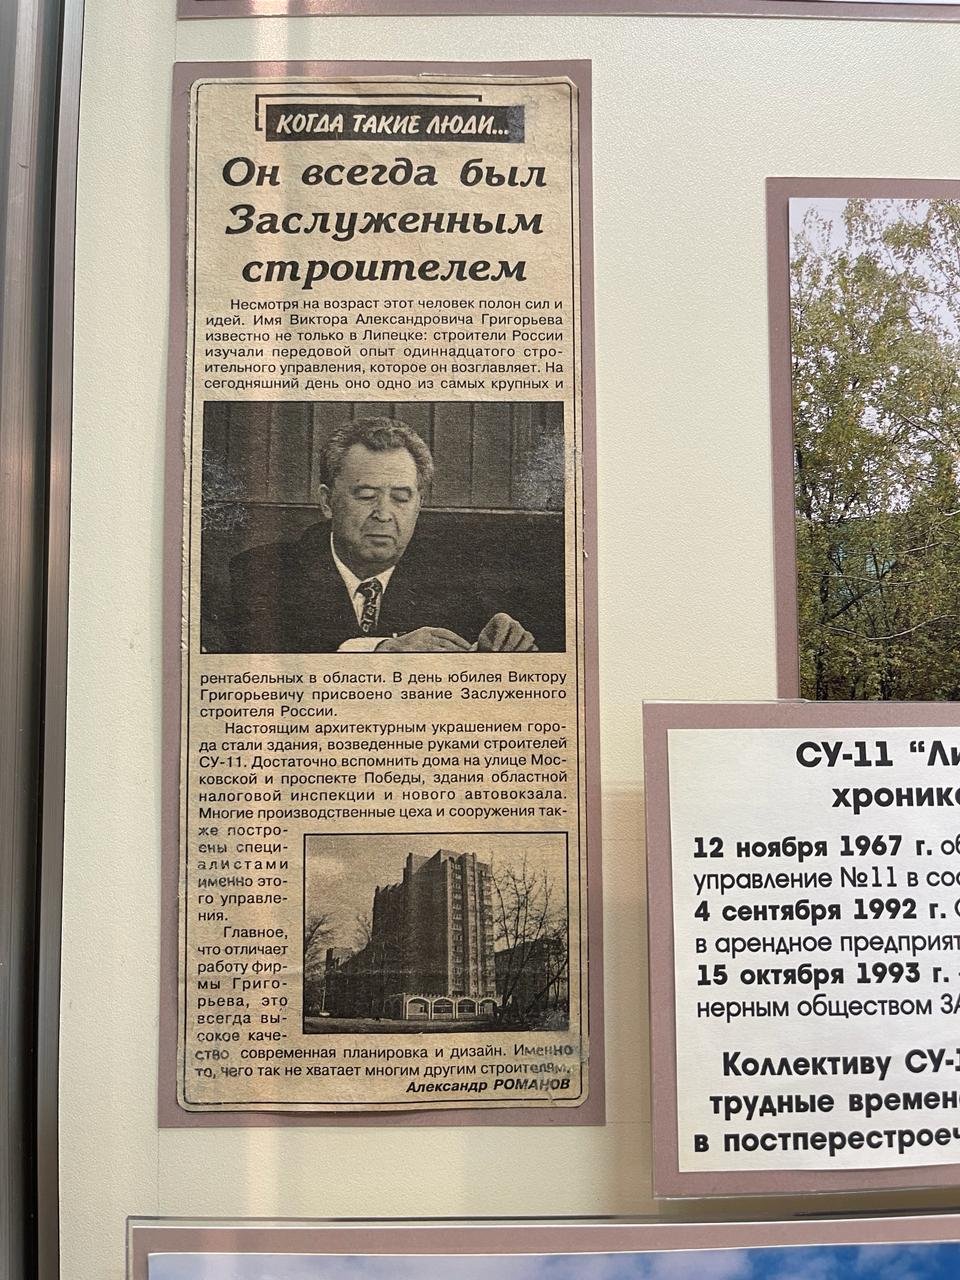 КОГДА ТАКИЕ ЛЮДИ...
Он всегда был
Заслуженным
строителем
Несмотря на возраст этот человек полон сил и
идей. Имя Виктора Александровича Григорьева
известно не только в Липецке: строители России
изучали передовой опыт одиннадцатого стро-
ительного управления, которое он возглавляет. На
сегодняшний день оно одно из самых крупных и
рентабельных в области. В день юбилея Виктору
Григорьевичу присвоено звание Заслуженного
строителя России.
Настоящим архитектурным украшением горо-
да стали здания, возведенные руками строителей
СУ-11. Достаточно вспомнить дома на улице Мос-
ковской и проспекте Победы, здания областной
налоговой инспекции и нового автовокзала.
Многие производственные цеха и сооружения так-
же постро-
ены специ-
алистами
именно это-
го управле-
ния.
Главное,
что отличает
работу фир-
мы Григо-
рьева, это
всегда вы-
сокое каче-
ство современная планировка и дизайн. Именно
то, чего так не хватает многим другим строителям.
Александр РОМАНОВ
СУ-11 "Ли
хроник
12 ноября 1967 г. об
управление №11 в сос
4 сентября 1992 г.
в арендное предприят
15 октября 1993 г.
нерным обществом ЗА
Коллективу СУ-1
трудные времен
в постперестроеч